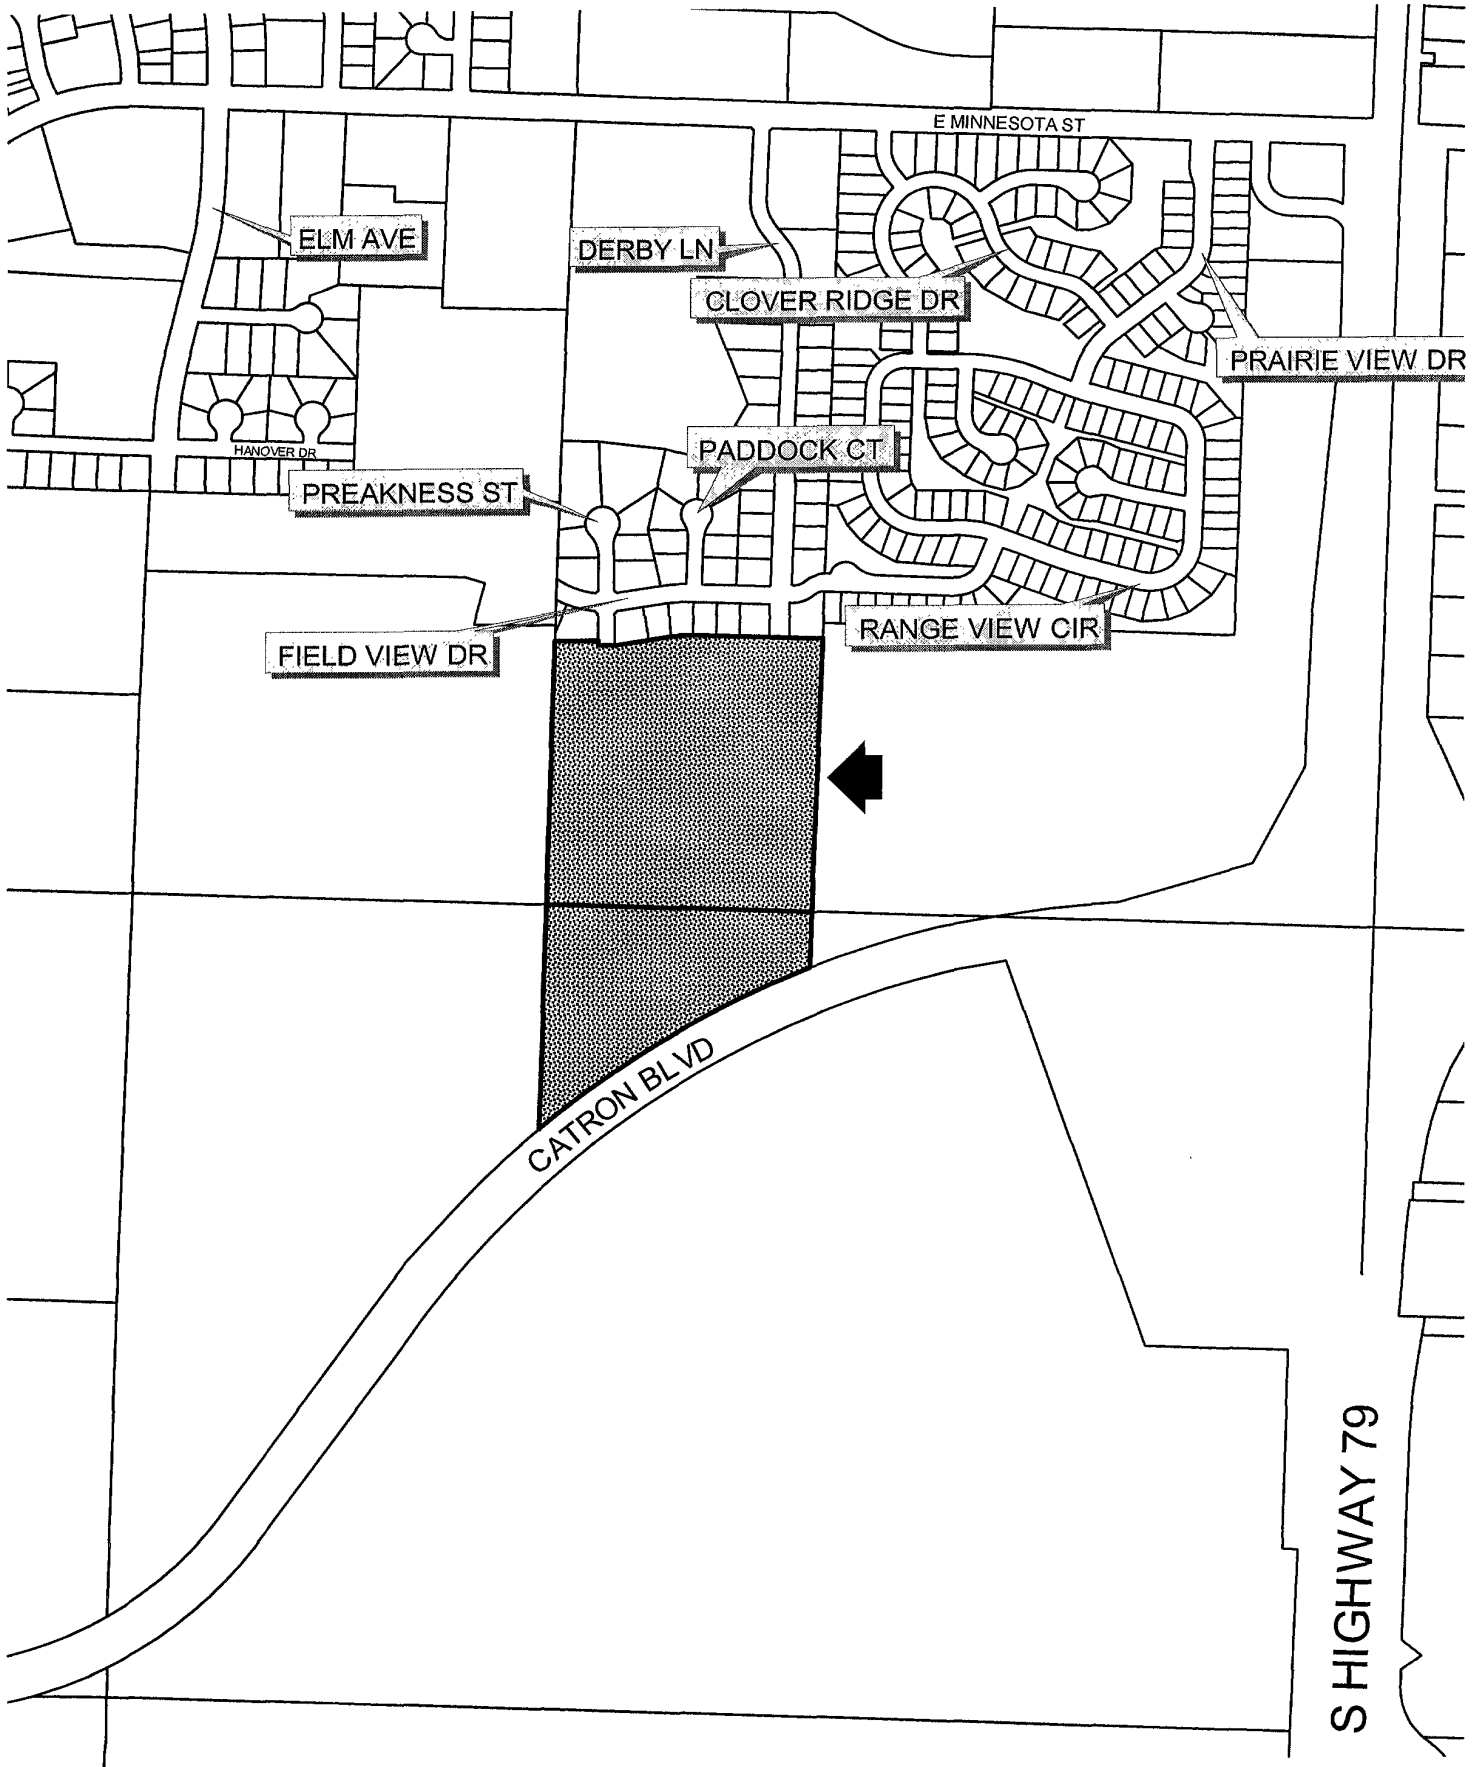 E MINNESOTA ST
ELM AVE
DERBY LN
CLOVER RIDGE DR
PRAIRIE VIEW DR
HANOVER DR
PADDOCK CT
PREAKNESS ST
RANGE VIEW CIR
FIELD VIEW DR
CATRON BLVD
S HIGHWAY 79